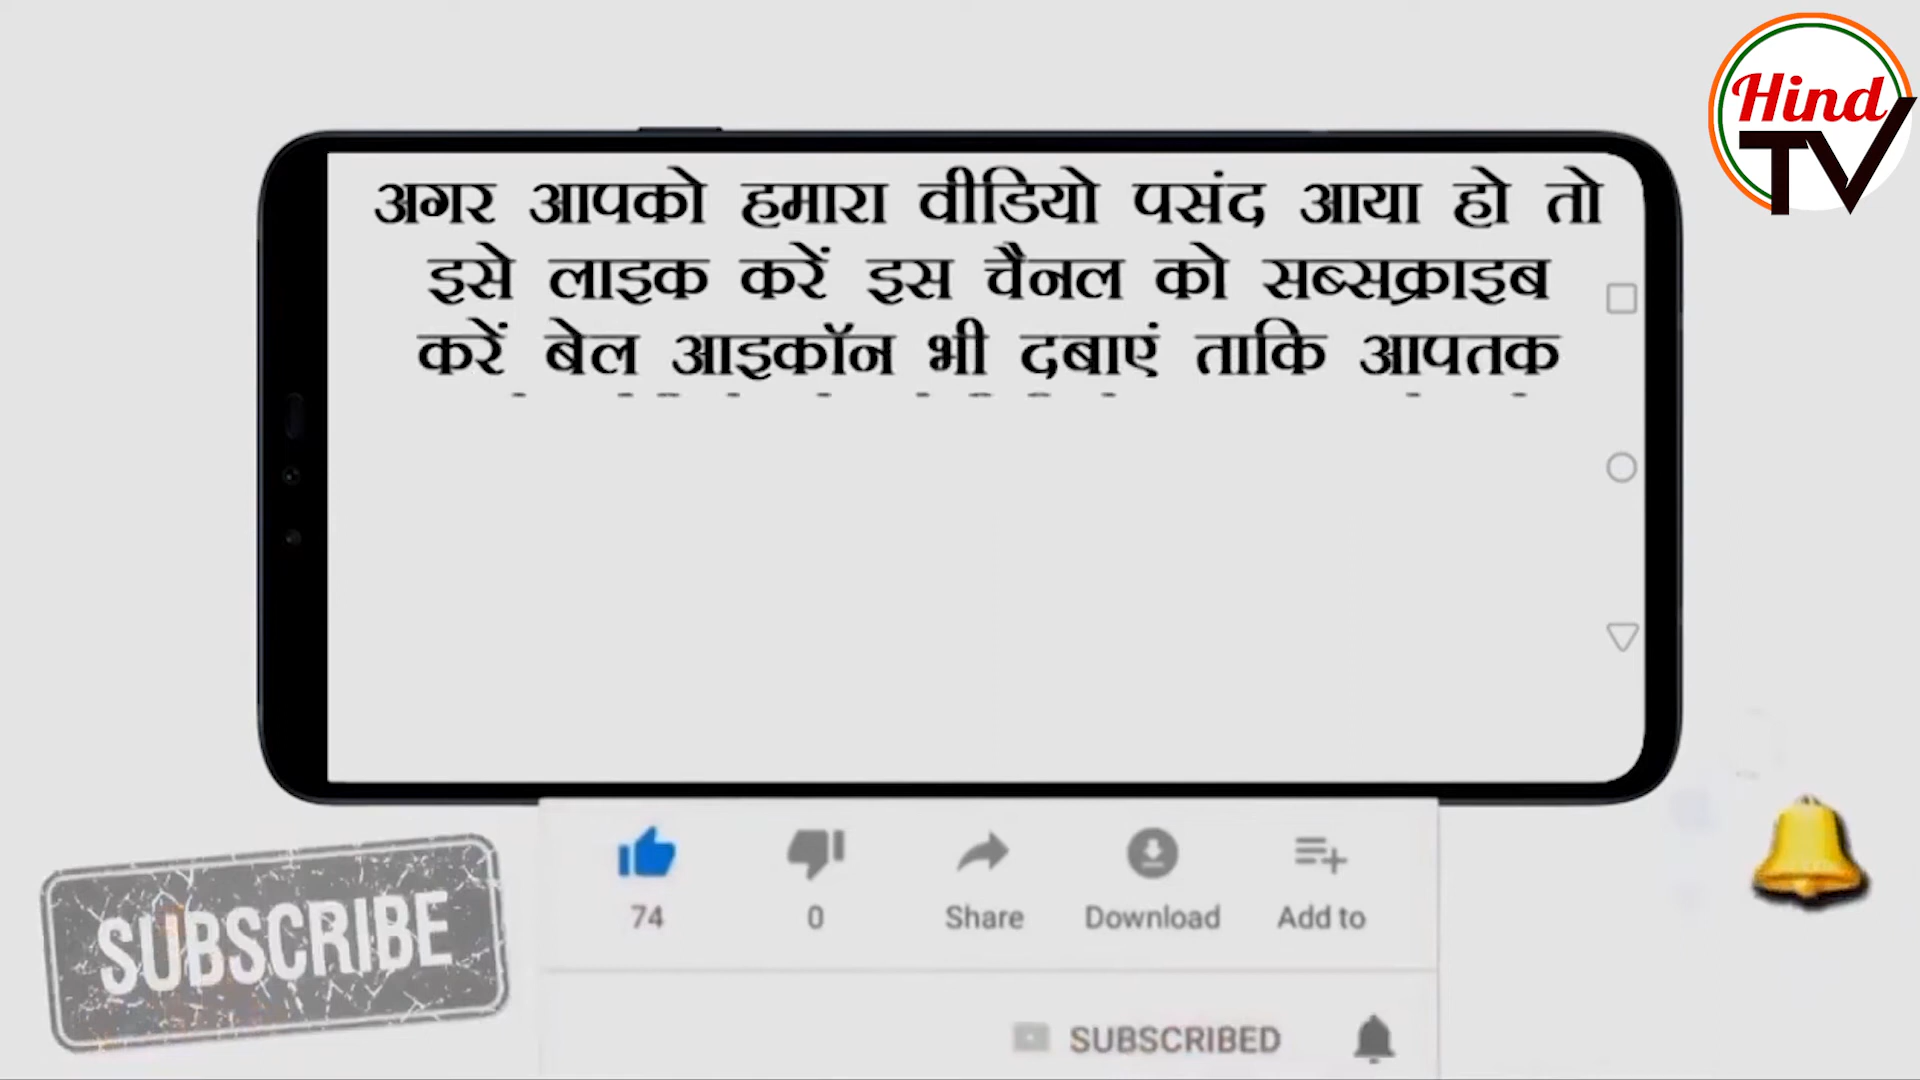 Hind
TV
अगर आपको हमारा वीडियो पसंद आया हो तो
इसे लाइक करें इस चैनल को सब्सक्राइब
करें बेल आइकॉन भी दबाएं ताकि आपतक
74
0
Share
Download
Add to
SUBSCRIBE
SUBSCRIBED